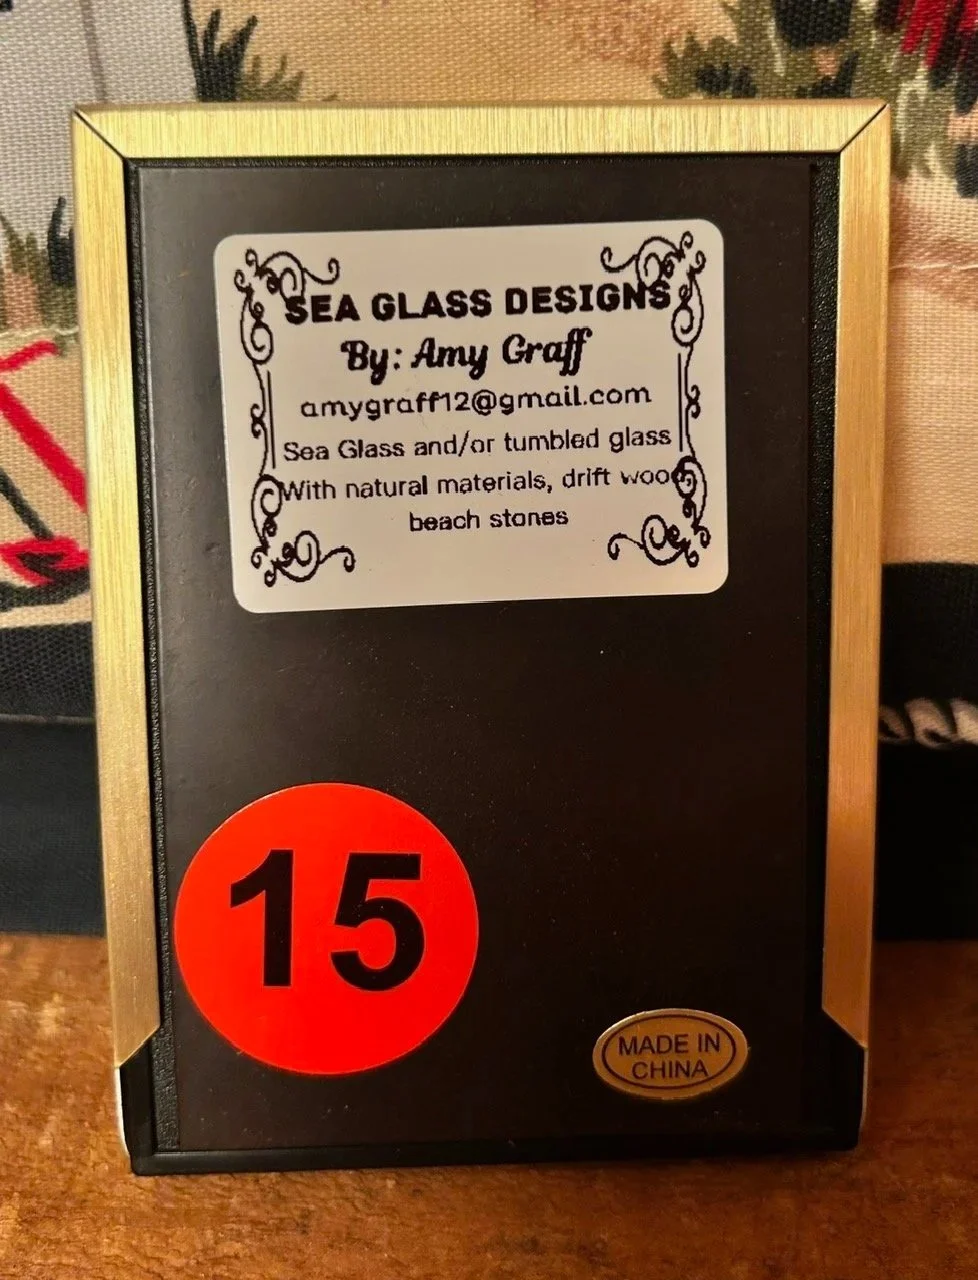 SEA GLASS DESIGNS
By: Amy Graff
amygraff12@gmail.com
Sea Glass and/or tumbled glass
With natural materials, drift wood
beach stones
15
MADE IN
CHINA